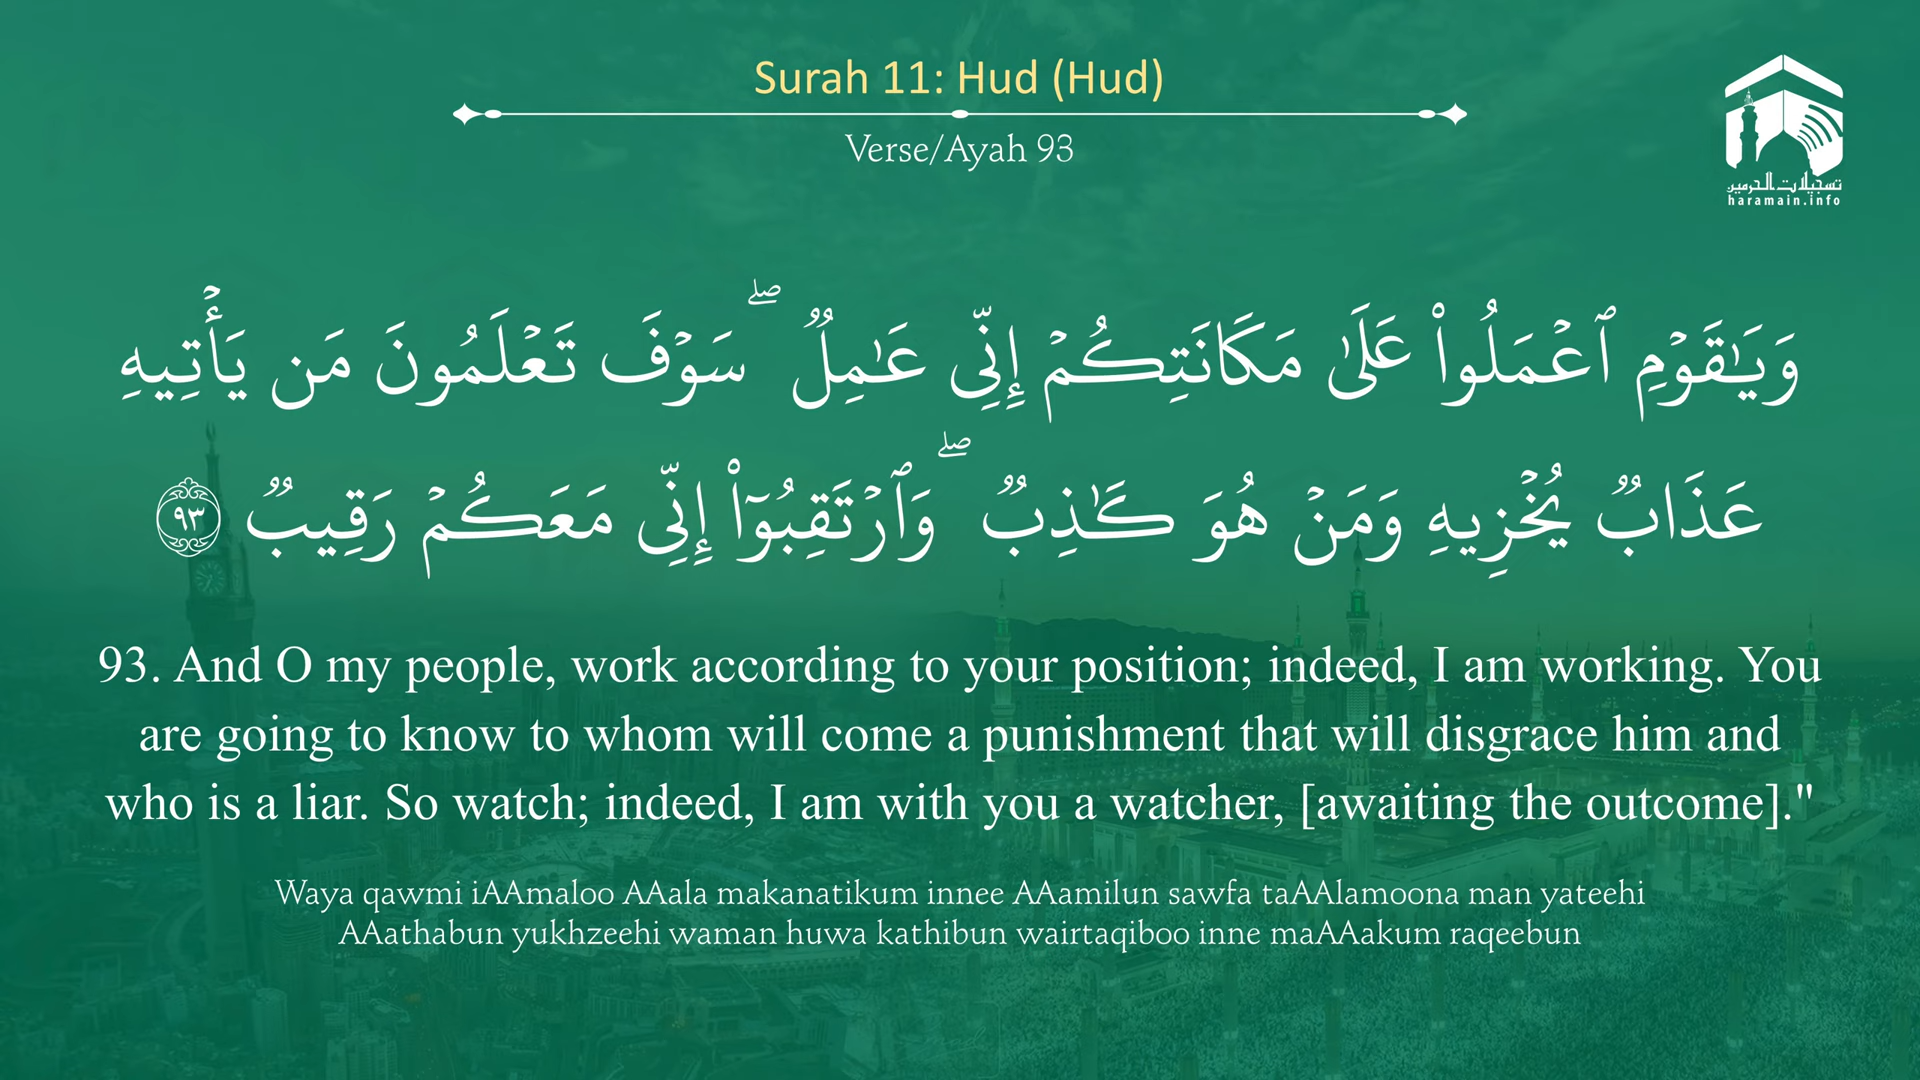 Surah 11: Hud (Hud)
Verse/Ayah 93
تسجيلات الحرمين
haramain.info
وَيَـٰقَوْمِ ٱعْمَلُوا۟ عَلَىٰ مَكَانَتِكُمْ إِنِّى عَـٰمِلٌۭ ۖ سَوْفَ تَعْلَمُونَ مَن يَأْتِيهِ
عَذَابٌۭ يُخْزِيهِ وَمَنْ هُوَ كَـٰذِبٌۭ ۖ وَٱرْتَقِبُوٓا۟ إِنِّى مَعَكُمْ رَقِيبٌۭ ٩٣
93. And O my people, work according to your position; indeed, I am working. You
are going to know to whom will come a punishment that will disgrace him and
who is a liar. So watch; indeed, I am with you a watcher, [awaiting the outcome]."
Waya qawmi iAAmaloo AAala makanatikum innee AAamilun sawfa taAAlamoona man yateehi
AAathabun yukhzeehi waman huwa kathibun wairtaqiboo inne maAAakum raqeebun